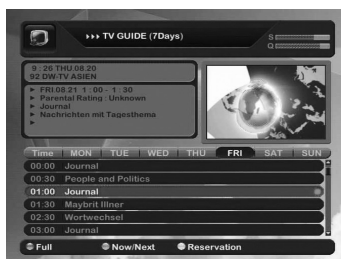 ▸▸▸ TV GUIDE (7Days)
S
Q
9 : 26 THU.08.20
92 DW-TV ASIEN
▸ FRI.08.21 1 : 00 - 1 : 30
▸ Parental Rating : Unknown
▸ Journal
▸ Nachrichten mit Tagesthema
▸
Time MON TUE WED THU FRI SAT SUN
00:00 Journal
00:30 People and Politics
01:00 Journal
01:30 Maybrit Illner
02:30 Wortwechsel
03:00 Journal
Full Now/Next Reservation